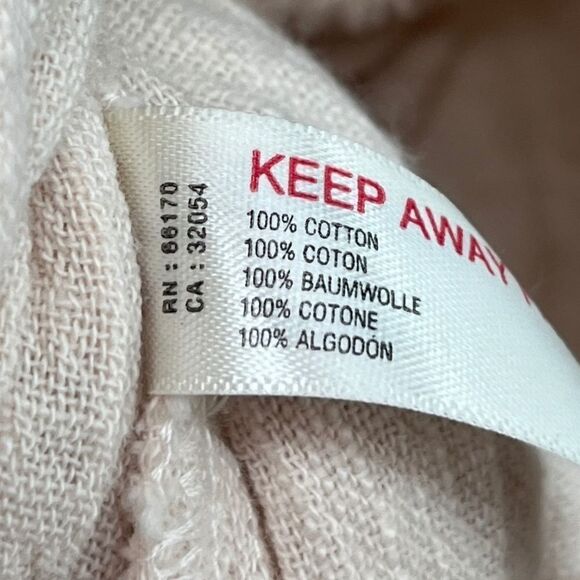 KEEP AWAY
100% COTTON
100% COTON
100% BAUMWOLLE
100% COTONE
100% ALGODÓN
RN : 66170
CA : 32054